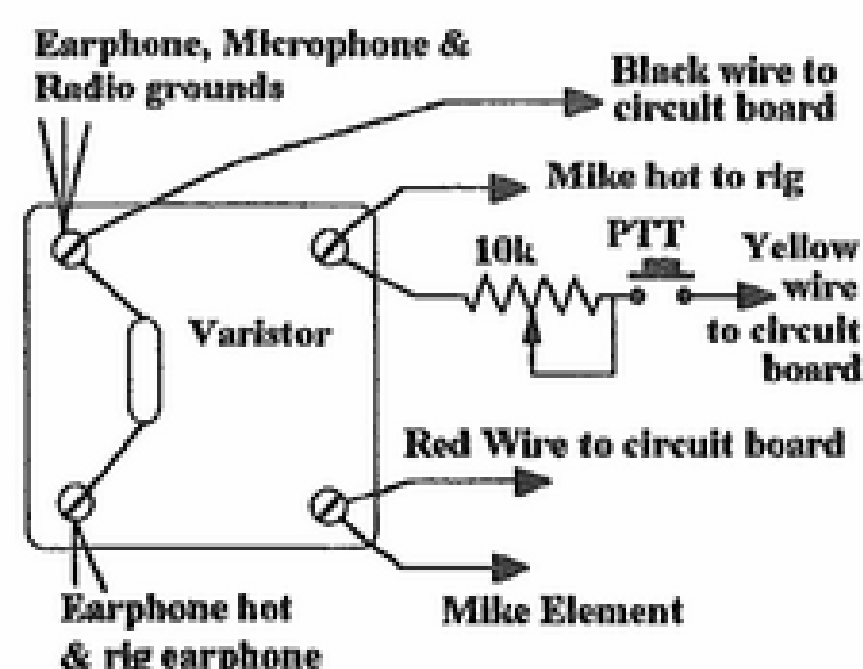 Earphone, Microphone &
Radio grounds
Black wire to
circuit board
Mike hot to rig
10k
PTT
Yellow
wire
to circuit
board
Varistor
Red Wire to circuit board
Mike Element
Earphone hot
& rig earphone